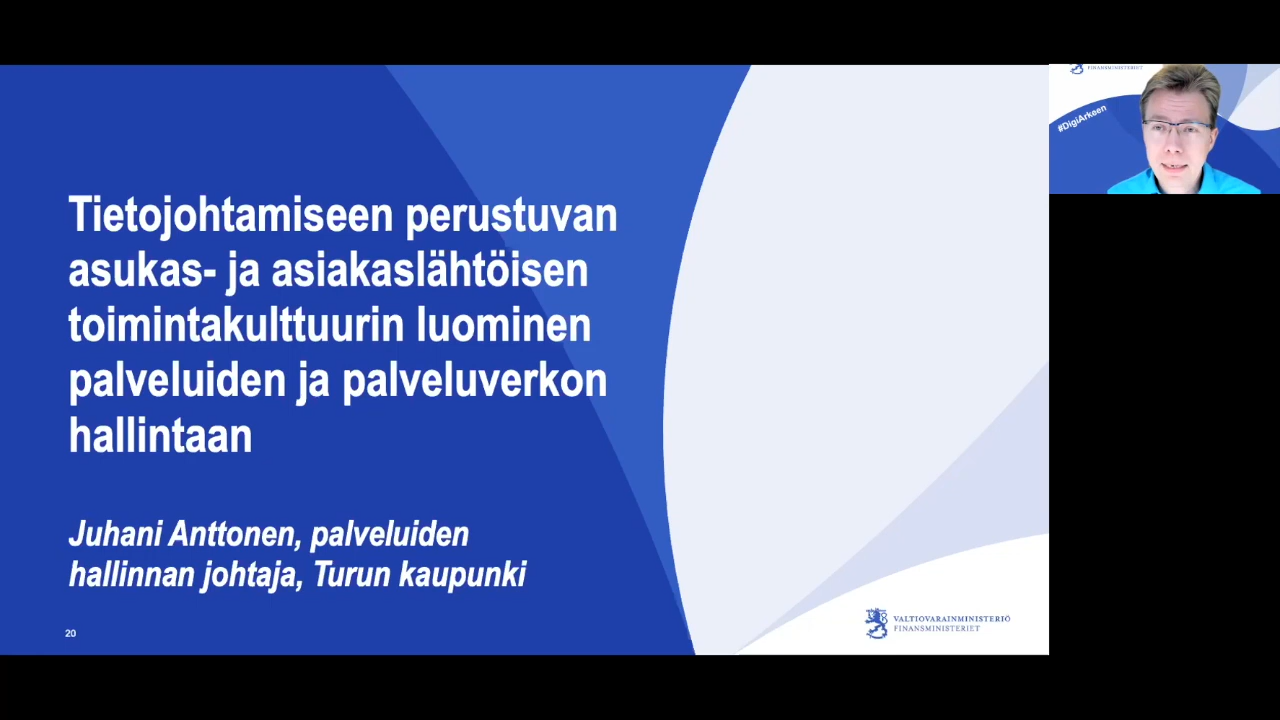 Tietojohtamiseen perustuvan
asukas- ja asiakaslähtöisen
toimintakulttuurin luominen
palveluiden ja palveluverkon
hallintaan
Juhani Anttonen, palveluiden
hallinnan johtaja, Turun kaupunki
20
VALTIOVARAINMINISTERIÖ
FINANSMINISTERIET
FINANSMINISTERIET
#DigiArkeen